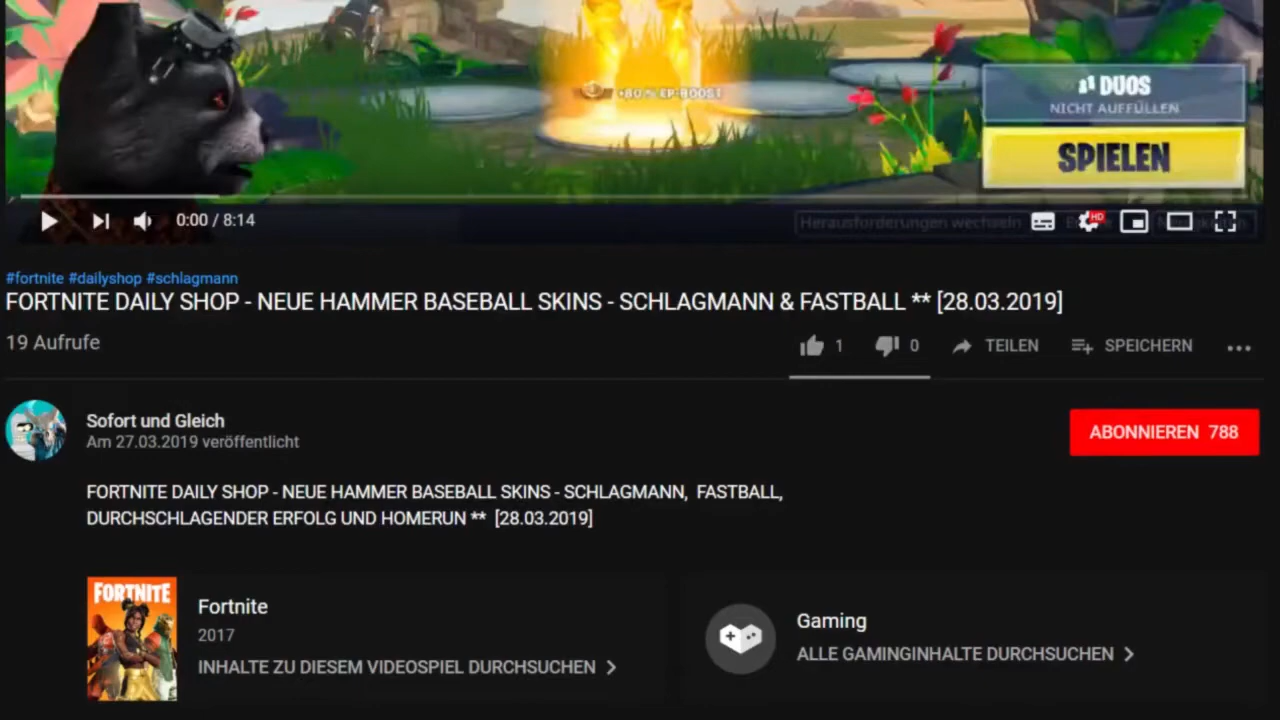 +80 % EP-BOOST
DUOS
NICHT AUFFÜLLEN
SPIELEN
0:00 / 8:14
Herausforderungen wechseln
HD
#fortnite #dailyshop #schlagmann
FORTNITE DAILY SHOP - NEUE HAMMER BASEBALL SKINS - SCHLAGMANN & FASTBALL ** [28.03.2019]
19 Aufrufe
1 0 TEILEN SPEICHERN
Sofort und Gleich
Am 27.03.2019 veröffentlicht
ABONNIEREN 788
FORTNITE DAILY SHOP - NEUE HAMMER BASEBALL SKINS - SCHLAGMANN, FASTBALL,
DURCHSCHLAGENDER ERFOLG UND HOMERUN ** [28.03.2019]
FORTNITE
Fortnite
2017
INHALTE ZU DIESEM VIDEOSPIEL DURCHSUCHEN
Gaming
ALLE GAMINGINHALTE DURCHSUCHEN